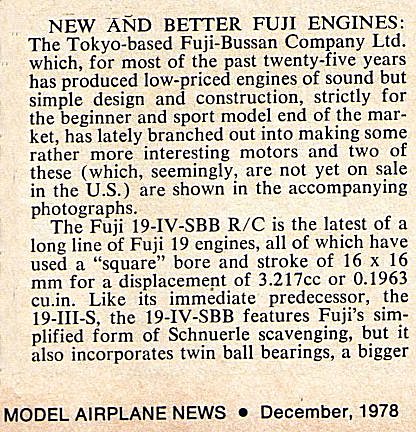 NEW AND BETTER FUJI ENGINES:
The Tokyo-based Fuji-Bussan Company Ltd.
which, for most of the past twenty-five years
has produced low-priced engines of sound but
simple design and construction, strictly for
the beginner and sport model end of the mar-
ket, has lately branched out into making some
rather more interesting motors and two of
these (which, seemingly, are not yet on sale
in the U.S.) are shown in the accompanying
photographs.
The Fuji 19-IV-SBB R/C is the latest of a
long line of Fuji 19 engines, all of which have
used a “square” bore and stroke of 16 x 16
mm for a displacement of 3.217cc or 0.1963
cu.in. Like its immediate predecessor, the
19-III-S, the 19-IV-SBB features Fuji's sim-
plified form of Schnuerle scavenging, but it
also incorporates twin ball bearings, a bigger
MODEL AIRPLANE NEWS ● December, 1978